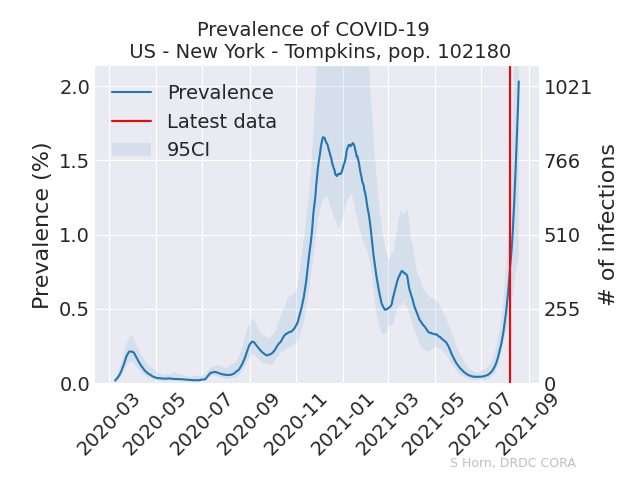 Prevalence of COVID-19
US - New York - Tompkins, pop. 102180
Prevalence
Latest data
95CI
Prevalence (%)
2.0
1.5
1.0
0.5
0.0
# of infections
1021
766
510
255
0
2020-03
2020-05
2020-07
2020-09
2020-11
2021-01
2021-03
2021-05
2021-07
2021-09
S Horn, DRDC CORA